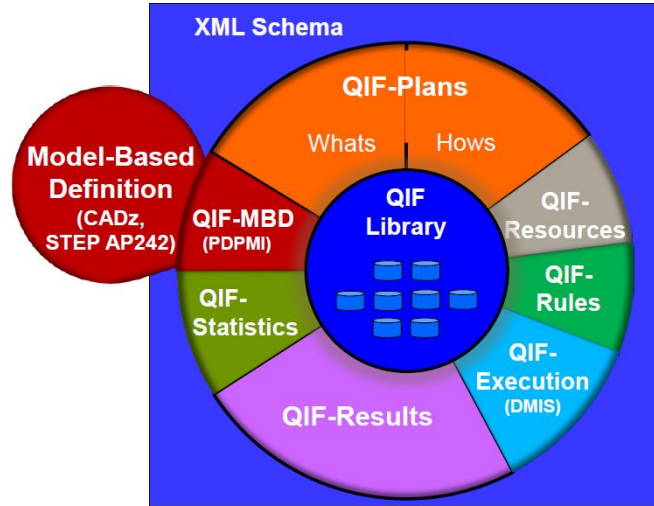 XML Schema
QIF-Plans
Whats
Hows
Model-Based
Definition
(CADz,
STEP AP242)
QIF-MBD
(PDPMI)
QIF
Library
QIF-
Resources
QIF-
Statistics
QIF-
Rules
QIF-
Execution
(DMIS)
QIF-Results